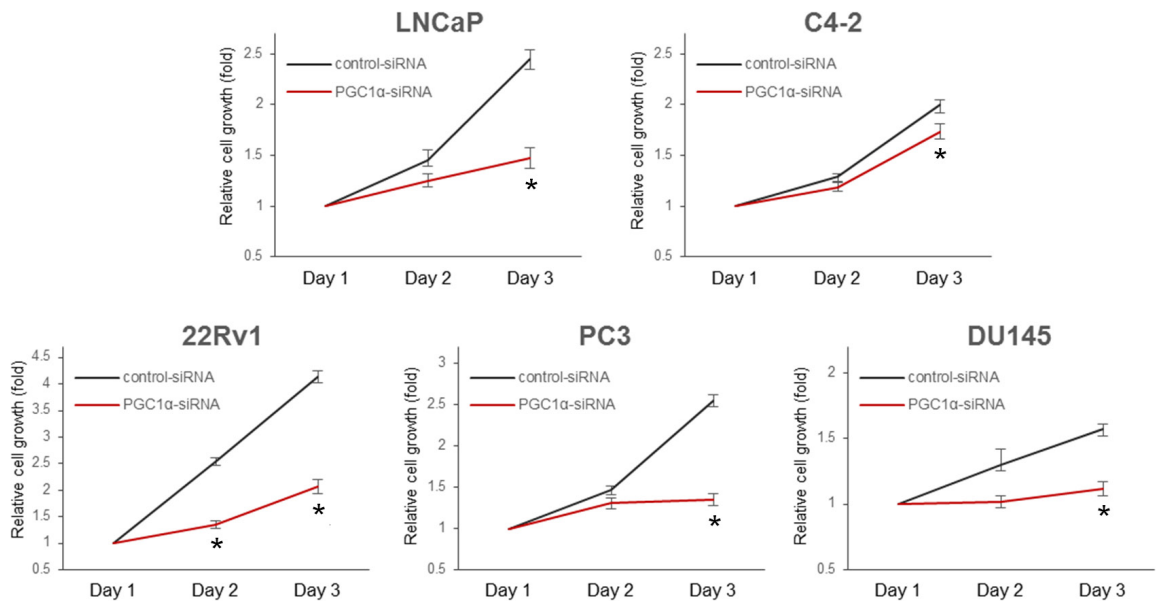 LNCaP
Relative cell growth (fold)
2.5
2
1.5
1
0.5
control-siRNA
PGC1α-siRNA
*
Day 1 Day 2 Day 3
C4-2
Relative cell growth (fold)
2.5
2
1.5
1
0.5
control-siRNA
PGC1α-siRNA
*
Day 1 Day 2 Day 3
22Rv1
Relative cell growth (fold)
4.5
4
3.5
3
2.5
2
1.5
1
0.5
control-siRNA
PGC1α-siRNA
* *
Day 1 Day 2 Day 3
PC3
Relative cell growth (fold)
3
2.5
2
1.5
1
0.5
control-siRNA
PGC1α-siRNA
*
Day 1 Day 2 Day 3
DU145
Relative cell growth (fold)
2
1.5
1
0.5
control-siRNA
PGC1α-siRNA
*
Day 1 Day 2 Day 3